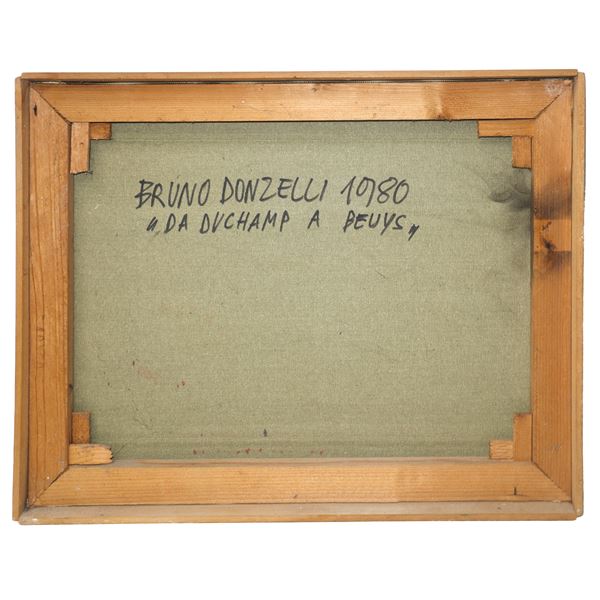 BRUNO DONZELLI 1980
"DA DUCHAMP A BEUYS"